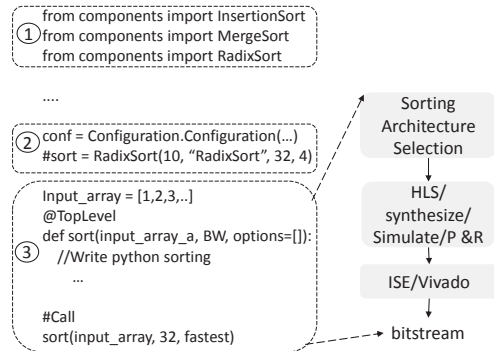 from components import InsertionSort
① from components import MergeSort
from components import RadixSort
....
② conf = Configuration.Configuration(…)
#sort = RadixSort(10, “RadixSort”, 32, 4)
Input_array = [1,2,3,..]
@TopLevel
def sort(input_array_a, BW, options=[]):
③ //Write python sorting
…
#Call
sort(input_array, 32, fastest)
Sorting
Architecture
Selection
HLS/
synthesize/
Simulate/P &R
ISE/Vivado
bitstream